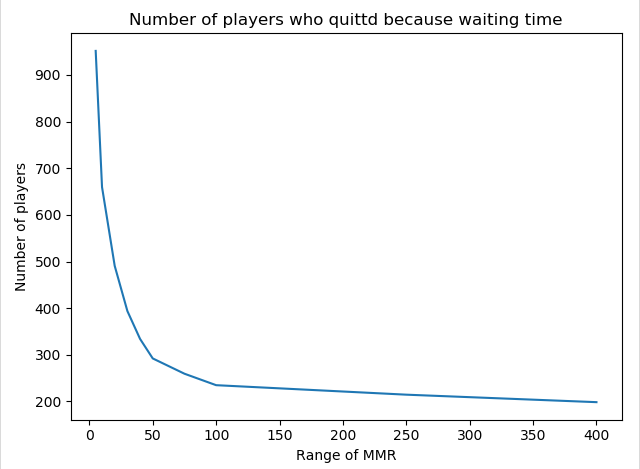 Number of players who quittd because waiting time
Number of players
900
800
700
600
500
400
300
200
0 50 100 150 200 250 300 350 400
Range of MMR